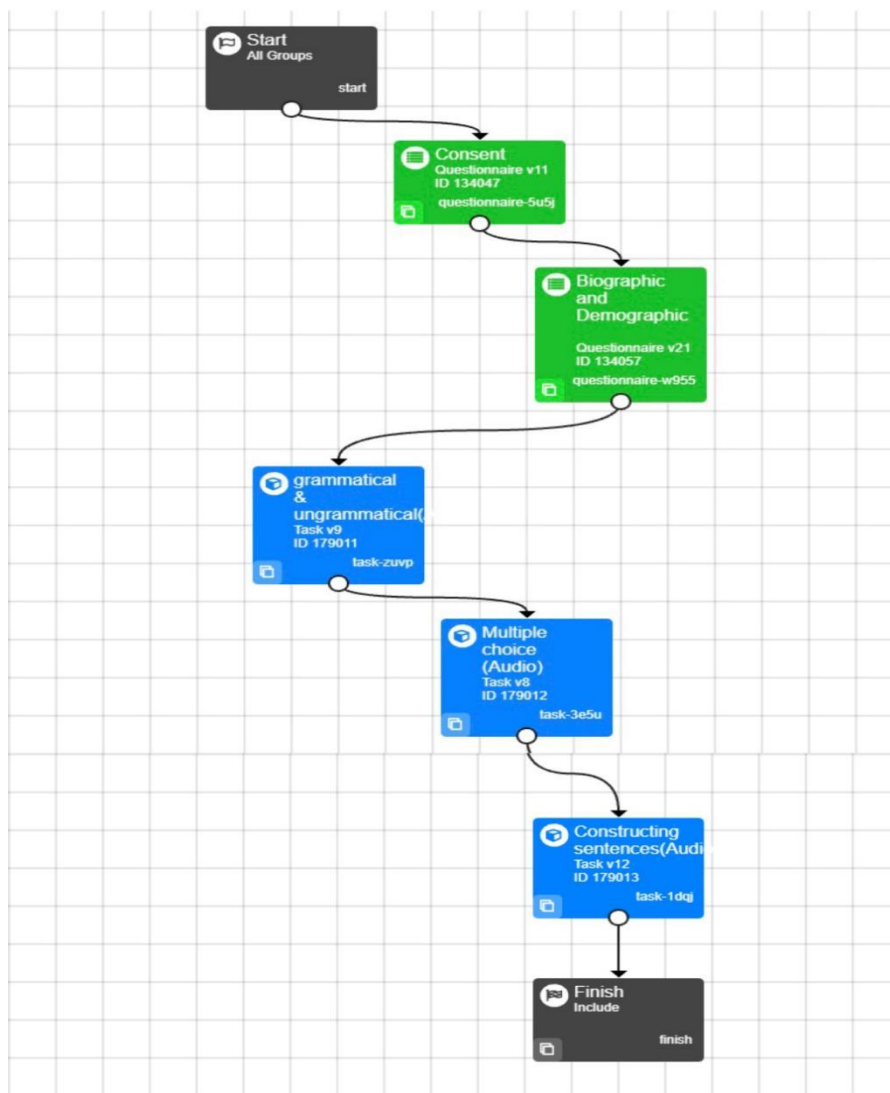 Start
All Groups
start
Consent
Questionnaire v11
ID 134047
questionnaire-5u5j
Biographic
and
Demographic
Questionnaire v21
ID 134057
questionnaire-w955
grammatical
&
ungrammatical(
Task v9
ID 179011
task-zuvp
Multiple
choice
(Audio)
Task v8
ID 179012
task-3e5u
Constructing
sentences(Audi
Task v12
ID 179013
task-1dqj
Finish
Include
finish